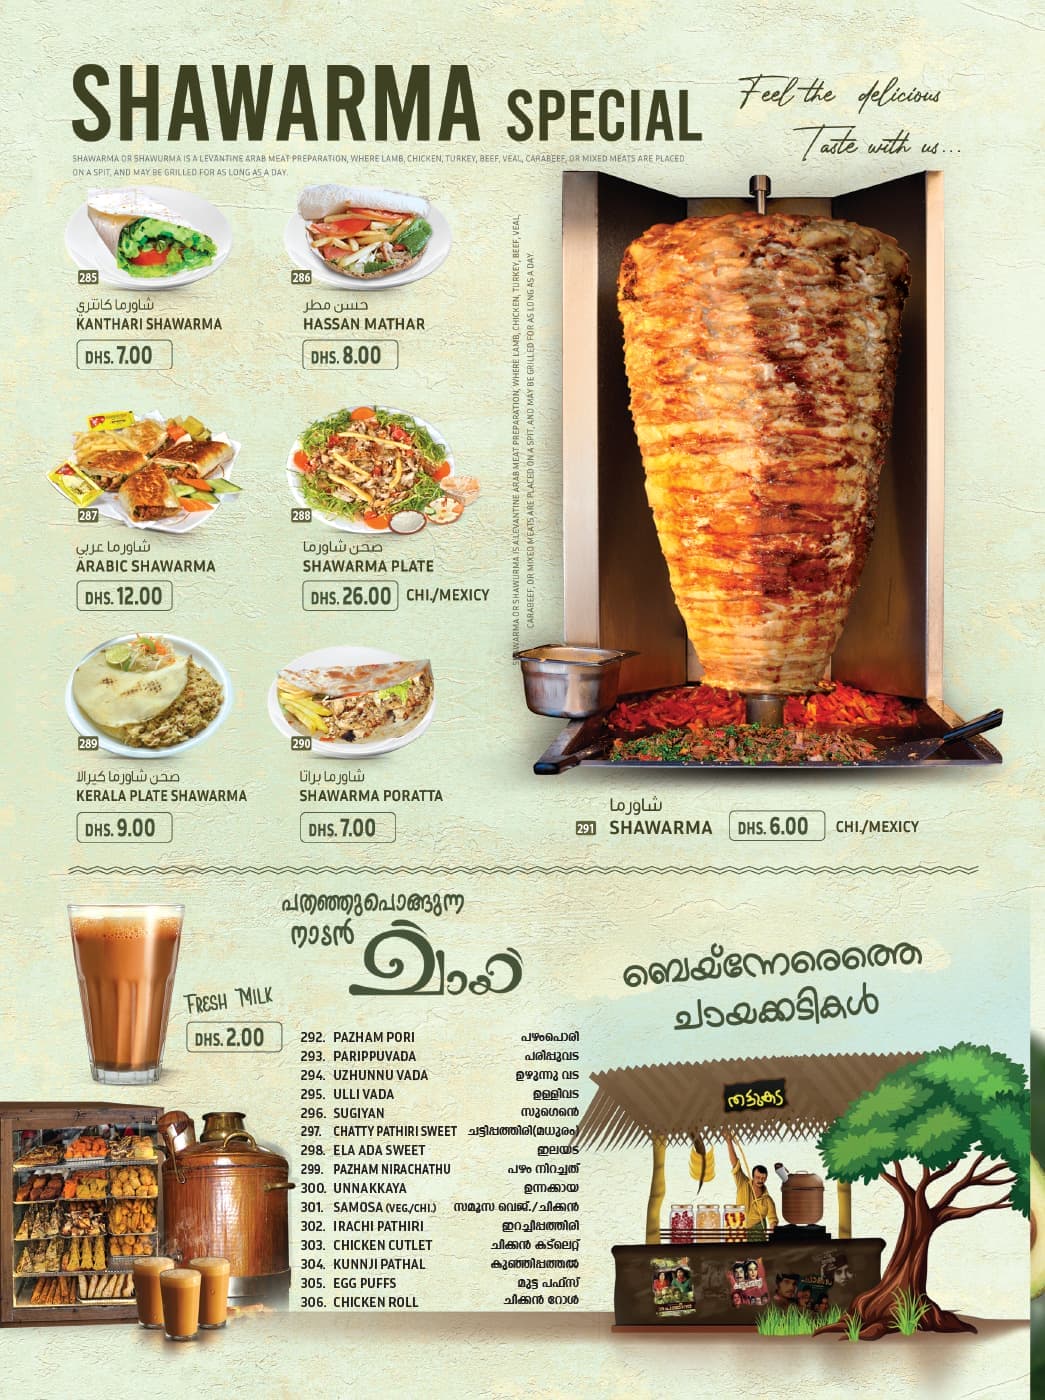 SHAWARMA SPECIAL
Feel the delicious
Taste with us...
SHAWARMA OR SHAWURMA IS A LEVANTINE ARAB MEAT PREPARATION, WHERE LAMB, CHICKEN, TURKEY, BEEF, VEAL, CARABEEF, OR MIXED MEATS ARE PLACED
ON A SPIT, AND MAY BE GRILLED FOR AS LONG AS A DAY.
285
شاورما كانتري
KANTHARI SHAWARMA
DHS. 7.00
286
حسن مطر
HASSAN MATHAR
DHS. 8.00
287
شاورما عربي
ARABIC SHAWARMA
DHS. 12.00
288
صحن شاورما
SHAWARMA PLATE
DHS. 26.00 CHI./MEXICY
289
صحن شاورما كيرالا
KERALA PLATE SHAWARMA
DHS. 9.00
290
شاورما براتا
SHAWARMA PORATTA
DHS. 7.00
SHAWARMA OR SHAWURMA IS A LEVANTINE ARAB MEAT PREPARATION, WHERE LAMB, CHICKEN, TURKEY, BEEF, VEAL,
CARABEEF, OR MIXED MEATS ARE PLACED ON A SPIT, AND MAY BE GRILLED FOR AS LONG AS A DAY.
شاورما
291 SHAWARMA DHS. 6.00 CHI./MEXICY
പതഞ്ഞുപൊങ്ങുന്ന
നാടൻ ചായ
FRESH MILK
DHS. 2.00
ബെയ്ന്നേരെത്തെ
ചായക്കടികൾ
292. PAZHAM PORI പഴംപൊരി
293. PARIPPUVADA പരിപ്പുവട
294. UZHUNNU VADA ഉഴുന്നു വട
295. ULLI VADA ഉള്ളിവട
296. SUGIYAN സുഗെൻ
297. CHATTY PATHIRI SWEET ചട്ടിപ്പത്തിരി(മധുരം)
298. ELA ADA SWEET ഇലയട
299. PAZHAM NIRACHATHU പഴം നിറച്ചത്
300. UNNAKKAYA ഉന്നക്കായ
301. SAMOSA (VEG/CHI.) സമൂസ വെജ്./ചിക്കൻ
302. IRACHI PATHIRI ഇറച്ചിപ്പത്തിരി
303. CHICKEN CUTLET ചിക്കൻ കട്ലെറ്റ്
304. KUNNJI PATHAL കുഞ്ഞിപ്പത്തൽ
305. EGG PUFFS മുട്ട പഫ്സ്
306. CHICKEN ROLL ചിക്കൻ റോൾ
തട്ടുകട